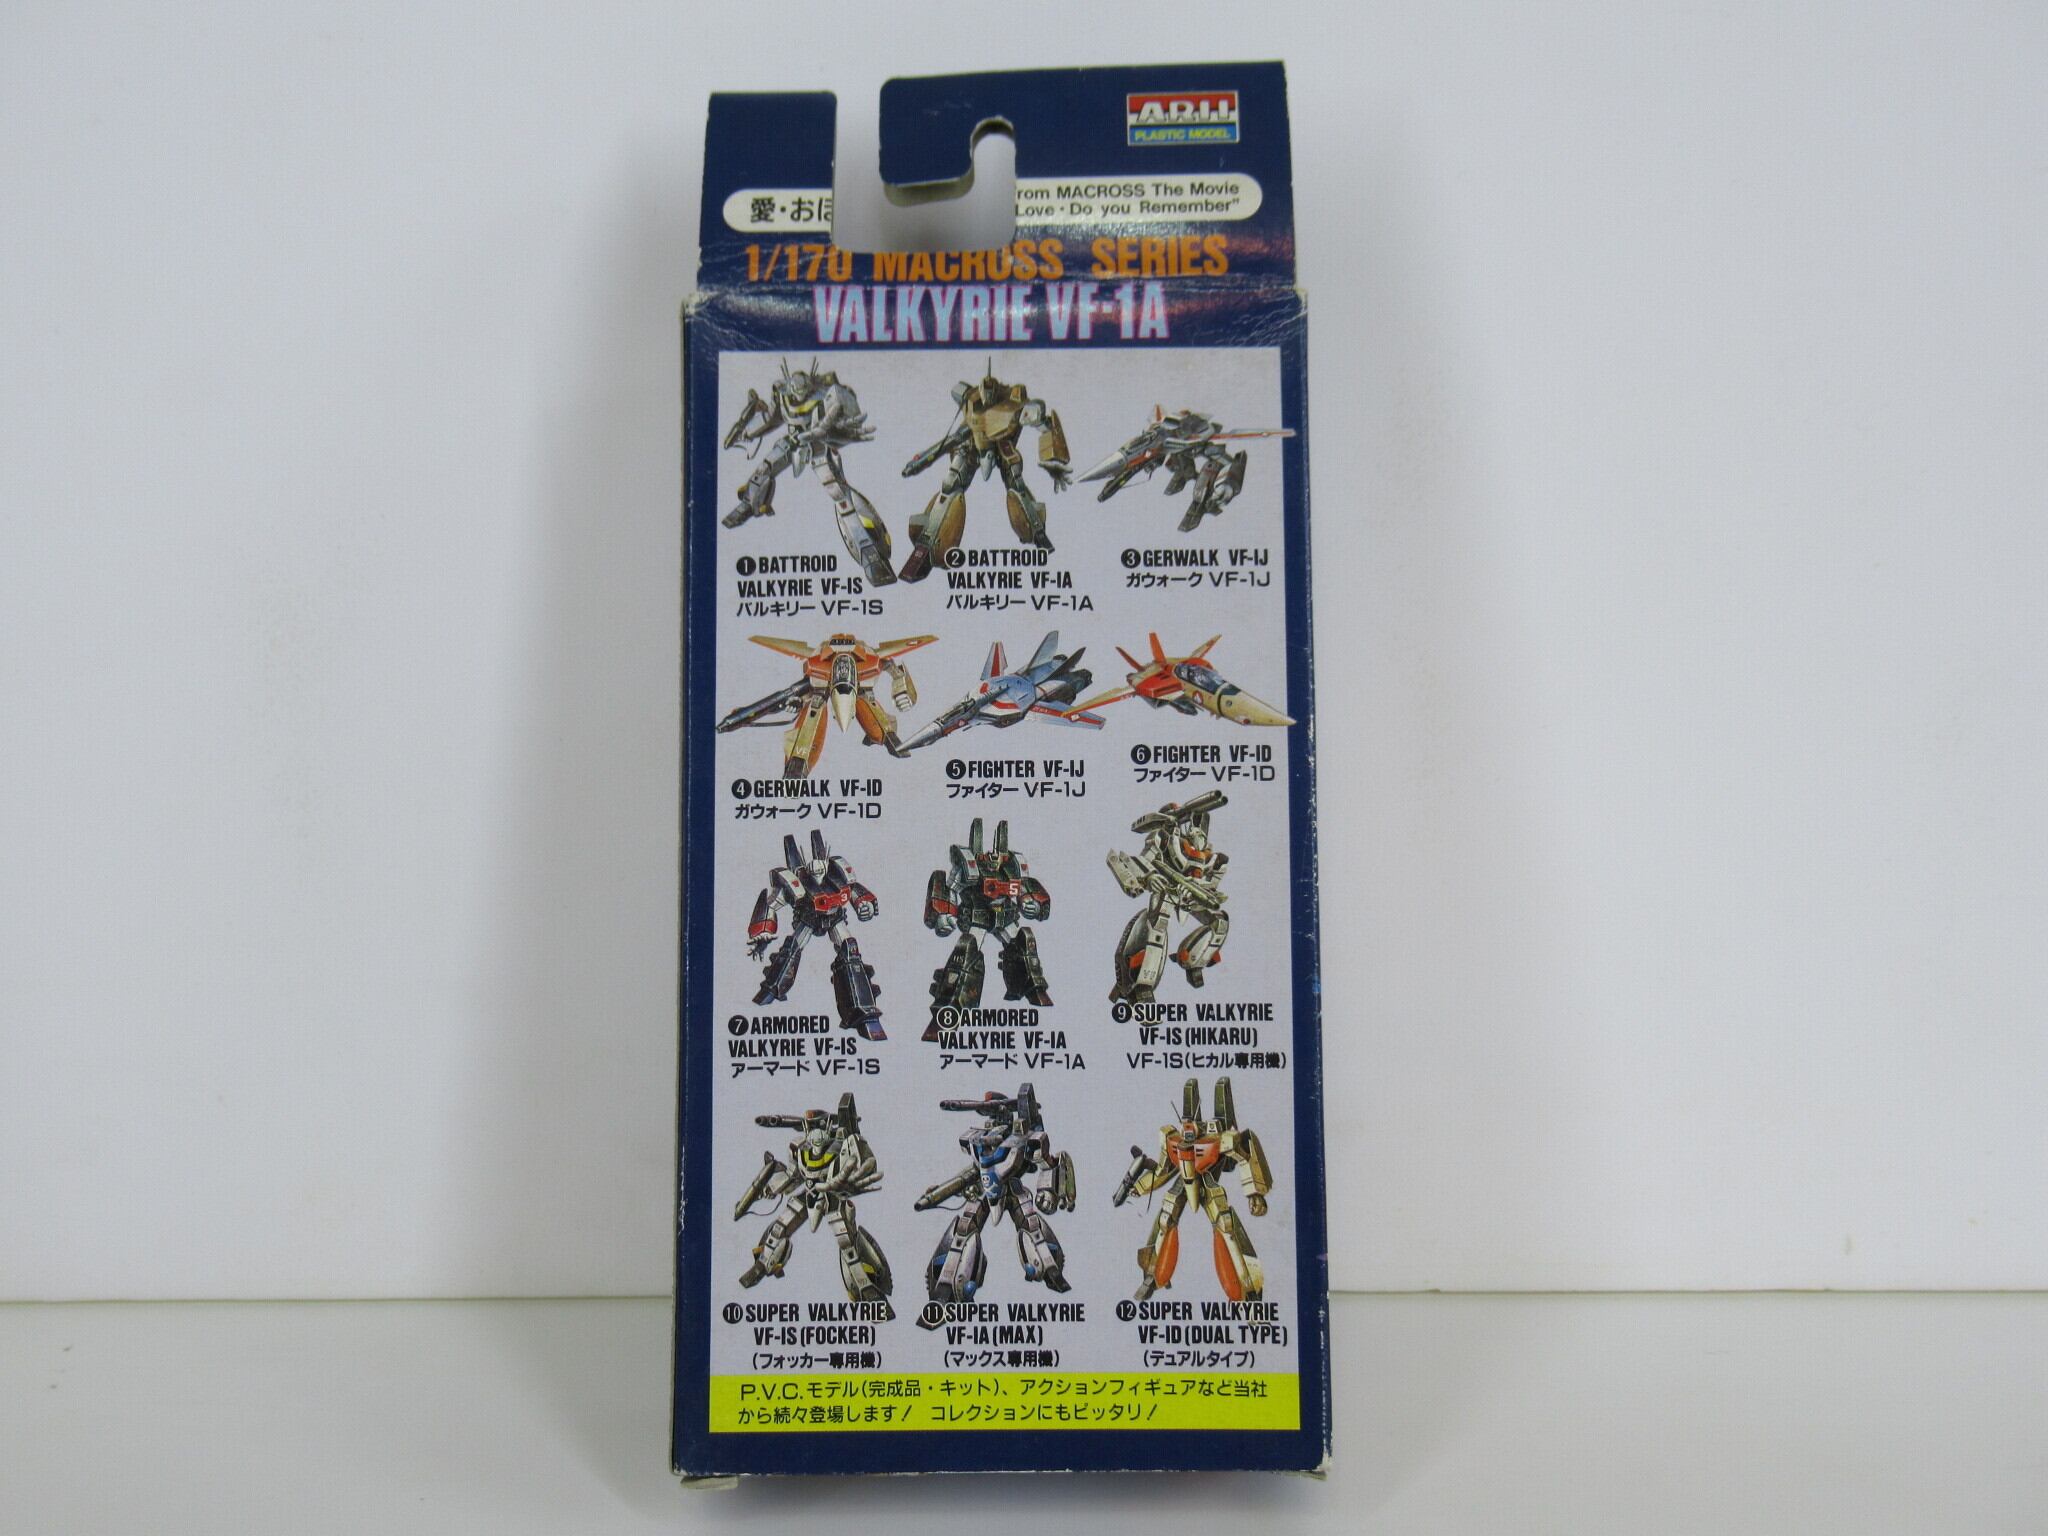 ARII
PLASTIC MODEL
愛・おぼ
rom MACROSS The Movie
Love・Do you Remember"
1/170 MACROSS SERIES
VALKYRIE VF-1A
❶BATTROID
VALKYRIE VF-1S
バルキリー VF-1S
❷BATTROID
VALKYRIE VF-1A
バルキリー VF-1A
❸GERWALK VF-1J
ガウォーク VF-1J
❹GERWALK VF-1D
ガウォーク VF-1D
❺FIGHTER VF-1J
ファイター VF-1J
❻FIGHTER VF-1D
ファイター VF-1D
❼ARMORED
VALKYRIE VF-1S
アーマード VF-1S
❽ARMORED
VALKYRIE VF-1A
アーマード VF-1A
❾SUPER VALKYRIE
VF-1S(HIKARU)
VF-1S(ヒカル専用機)
❿SUPER VALKYRIE
VF-1S(FOCKER)
(フォッカー専用機)
⓫SUPER VALKYRIE
VF-1A(MAX)
(マックス専用機)
⓬SUPER VALKYRIE
VF-1D(DUAL TYPE)
(デュアルタイプ)
P.V.C.モデル(完成品・キット)、アクションフィギュアなど当社
から続々登場します! コレクションにもピッタリ!